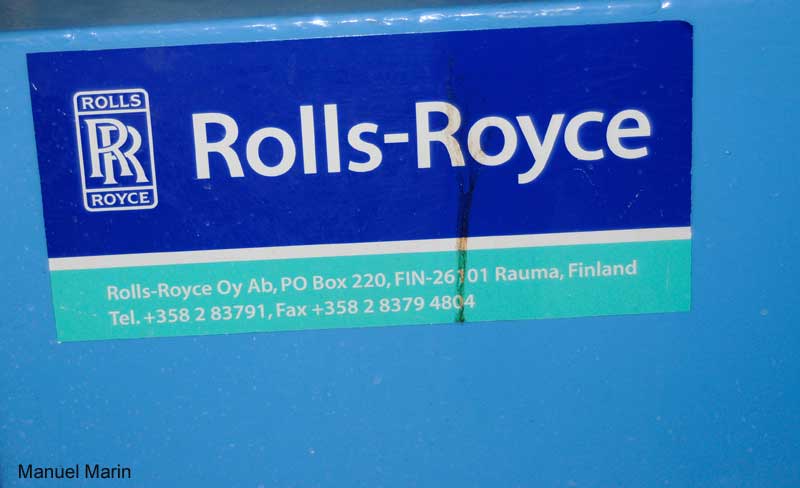 ROLLS
RR
ROYCE
Rolls-Royce
Rolls-Royce Oy Ab, PO Box 220, FIN-26101 Rauma, Finland
Tel. +358 2 83791, Fax +358 2 8379 4804
Manuel Marin